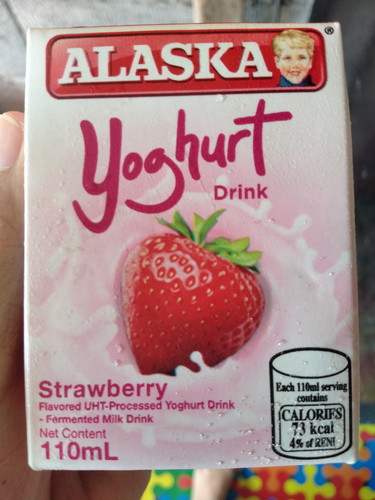 ALASKA
®
Yoghurt
Drink
Strawberry
Flavored UHT-Processed Yoghurt Drink
- Fermented Milk Drink
Net Content
110mL
Each 110ml serving
contains
CALORIES
73 kcal
4% of RENI